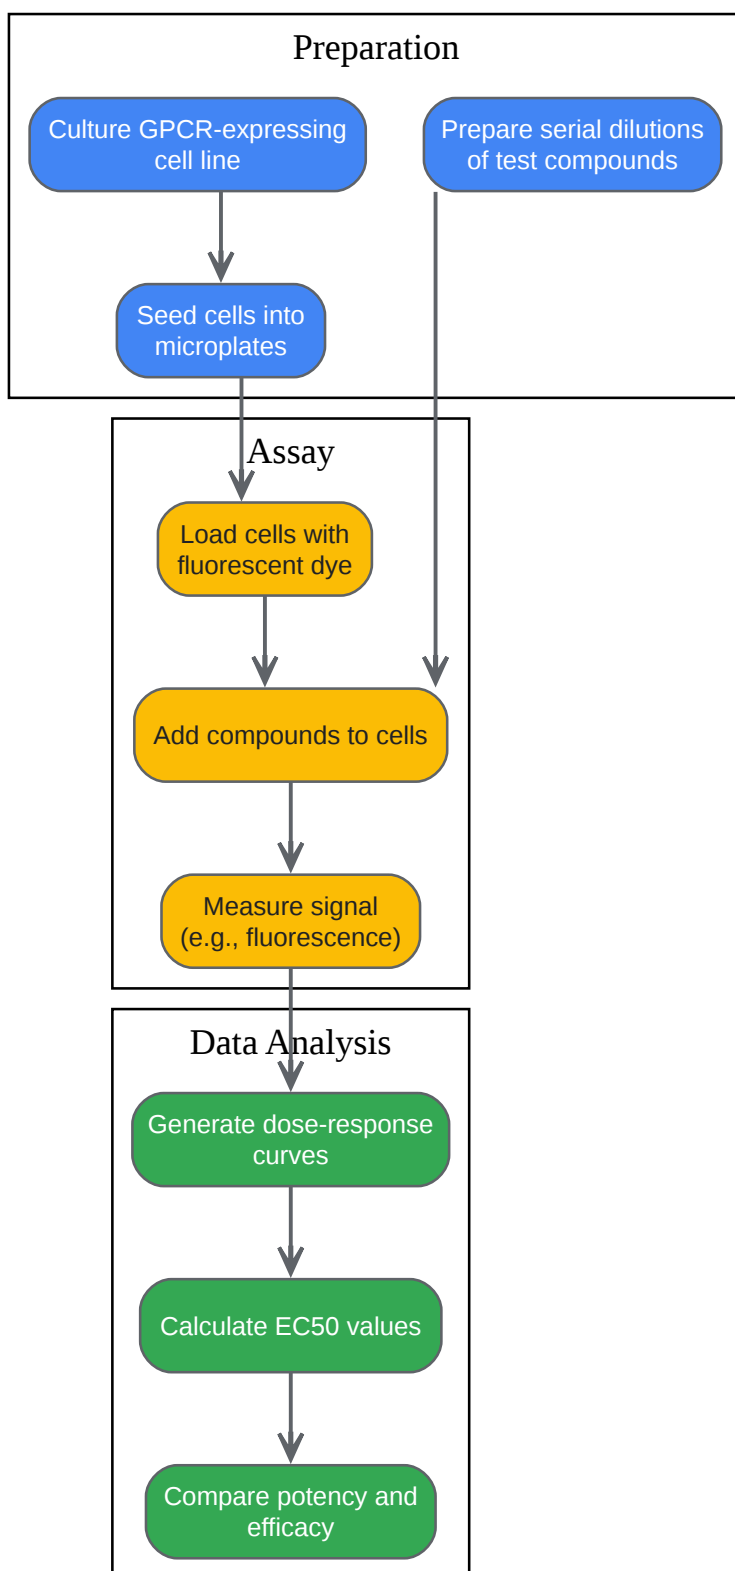 Preparation
Culture GPCR-expressing
cell line
Prepare serial dilutions
of test compounds
Seed cells into
microplates
Assay
Load cells with
fluorescent dye
Add compounds to cells
Measure signal
(e.g., fluorescence)
Data Analysis
Generate dose-response
curves
Calculate EC50 values
Compare potency and
efficacy